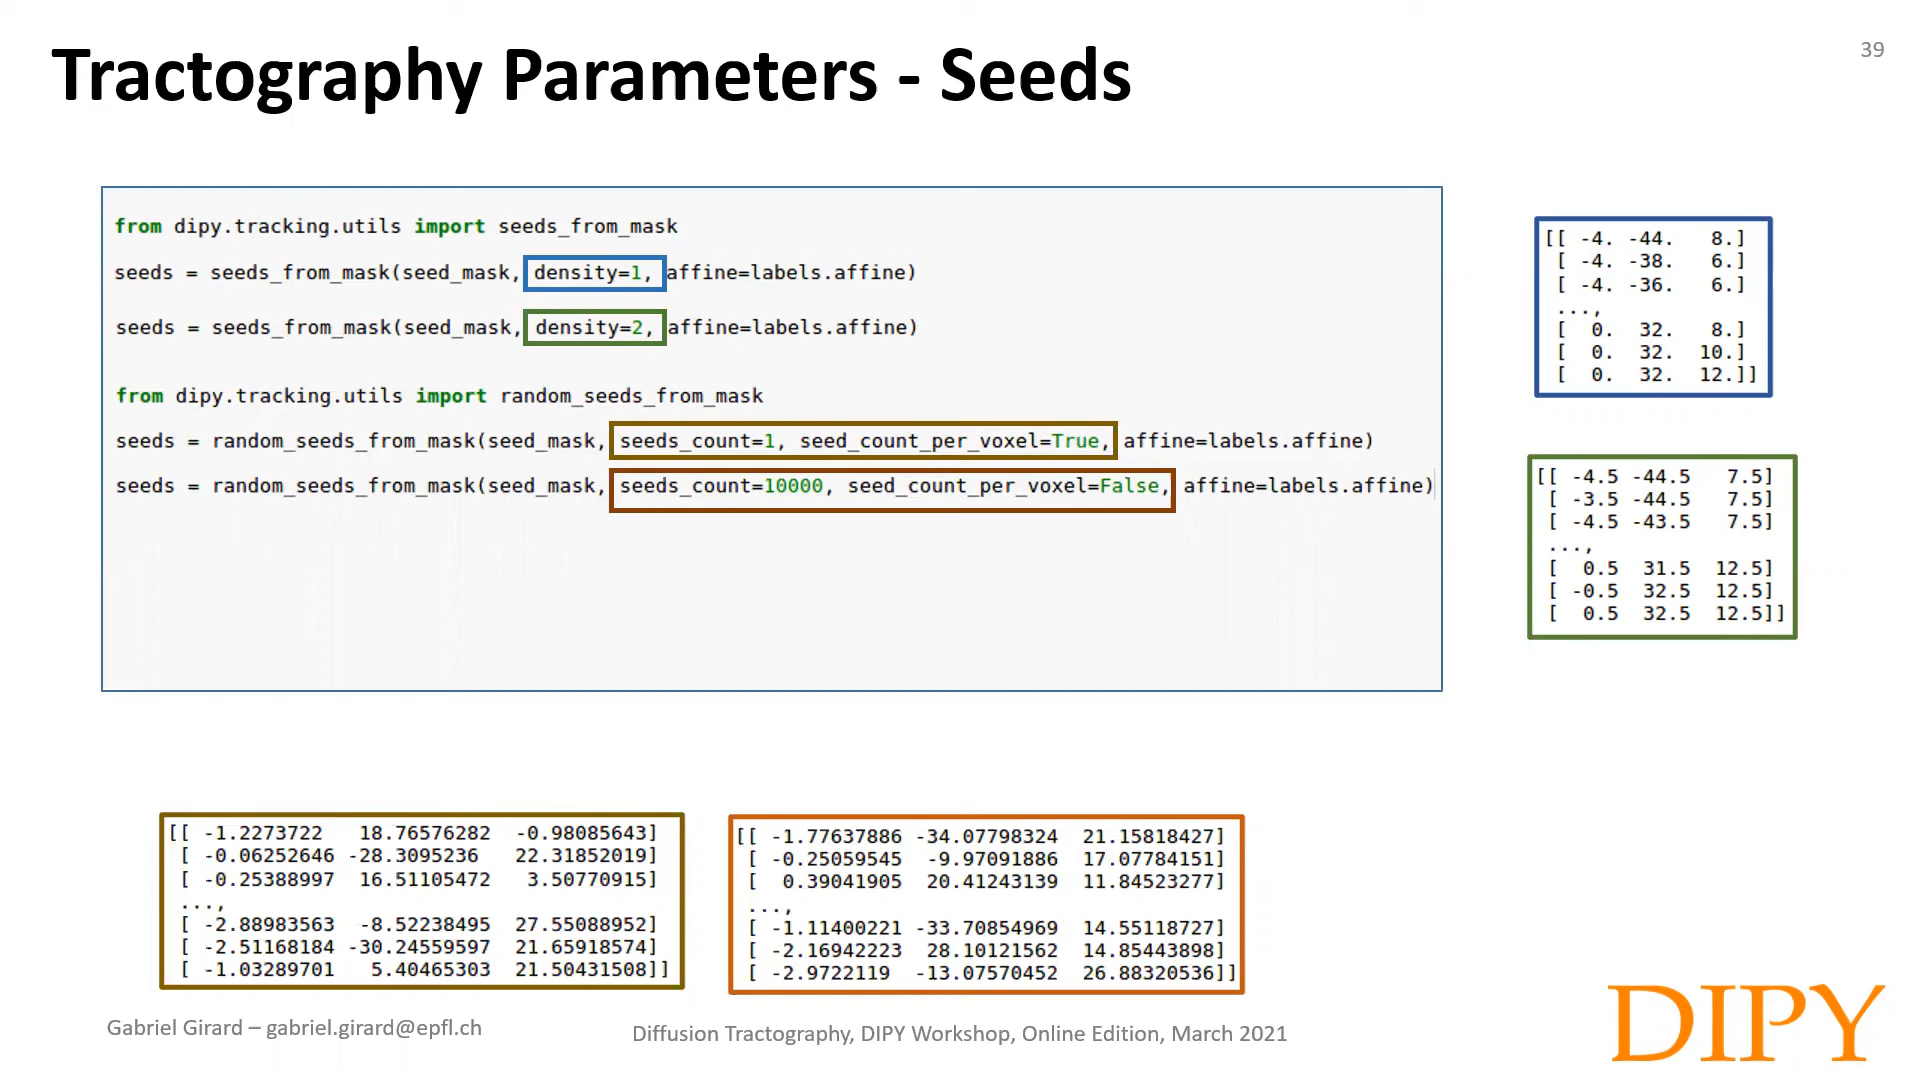 Tractography Parameters - Seeds
39
from dipy.tracking.utils import seeds_from_mask
seeds = seeds_from_mask(seed_mask, density=1, affine=labels.affine)
seeds = seeds_from_mask(seed_mask, density=2, affine=labels.affine)
from dipy.tracking.utils import random_seeds_from_mask
seeds = random_seeds_from_mask(seed_mask, seeds_count=1, seed_count_per_voxel=True, affine=labels.affine)
seeds = random_seeds_from_mask(seed_mask, seeds_count=10000, seed_count_per_voxel=False, affine=labels.affine)
[[ -4. -44. 8.]
[ -4. -38. 6.]
[ -4. -36. 6.]
...,
[ 0. 32. 8.]
[ 0. 32. 10.]
[ 0. 32. 12.]]
[[ -4.5 -44.5 7.5]
[ -3.5 -44.5 7.5]
[ -4.5 -43.5 7.5]
...,
[ 0.5 31.5 12.5]
[ -0.5 32.5 12.5]
[ 0.5 32.5 12.5]]
[[ -1.2273722 18.76576282 -0.98085643]
[ -0.06252646 -28.3095236 22.31852019]
[ -0.25388997 16.51105472 3.50770915]
...,
[ -2.88983563 -8.52238495 27.55088952]
[ -2.51168184 -30.24559597 21.65918574]
[ -1.03289701 5.40465303 21.50431508]]
[[ -1.77637886 -34.07798324 21.15818427]
[ -0.25059545 -9.97091886 17.07784151]
[ 0.39041905 20.41243139 11.84523277]
...,
[ -1.11400221 -33.70854969 14.55118727]
[ -2.16942223 28.10121562 14.85443898]
[ -2.9722119 -13.07570452 26.88320536]]
Gabriel Girard – gabriel.girard@epfl.ch
Diffusion Tractography, DIPY Workshop, Online Edition, March 2021
DIPY